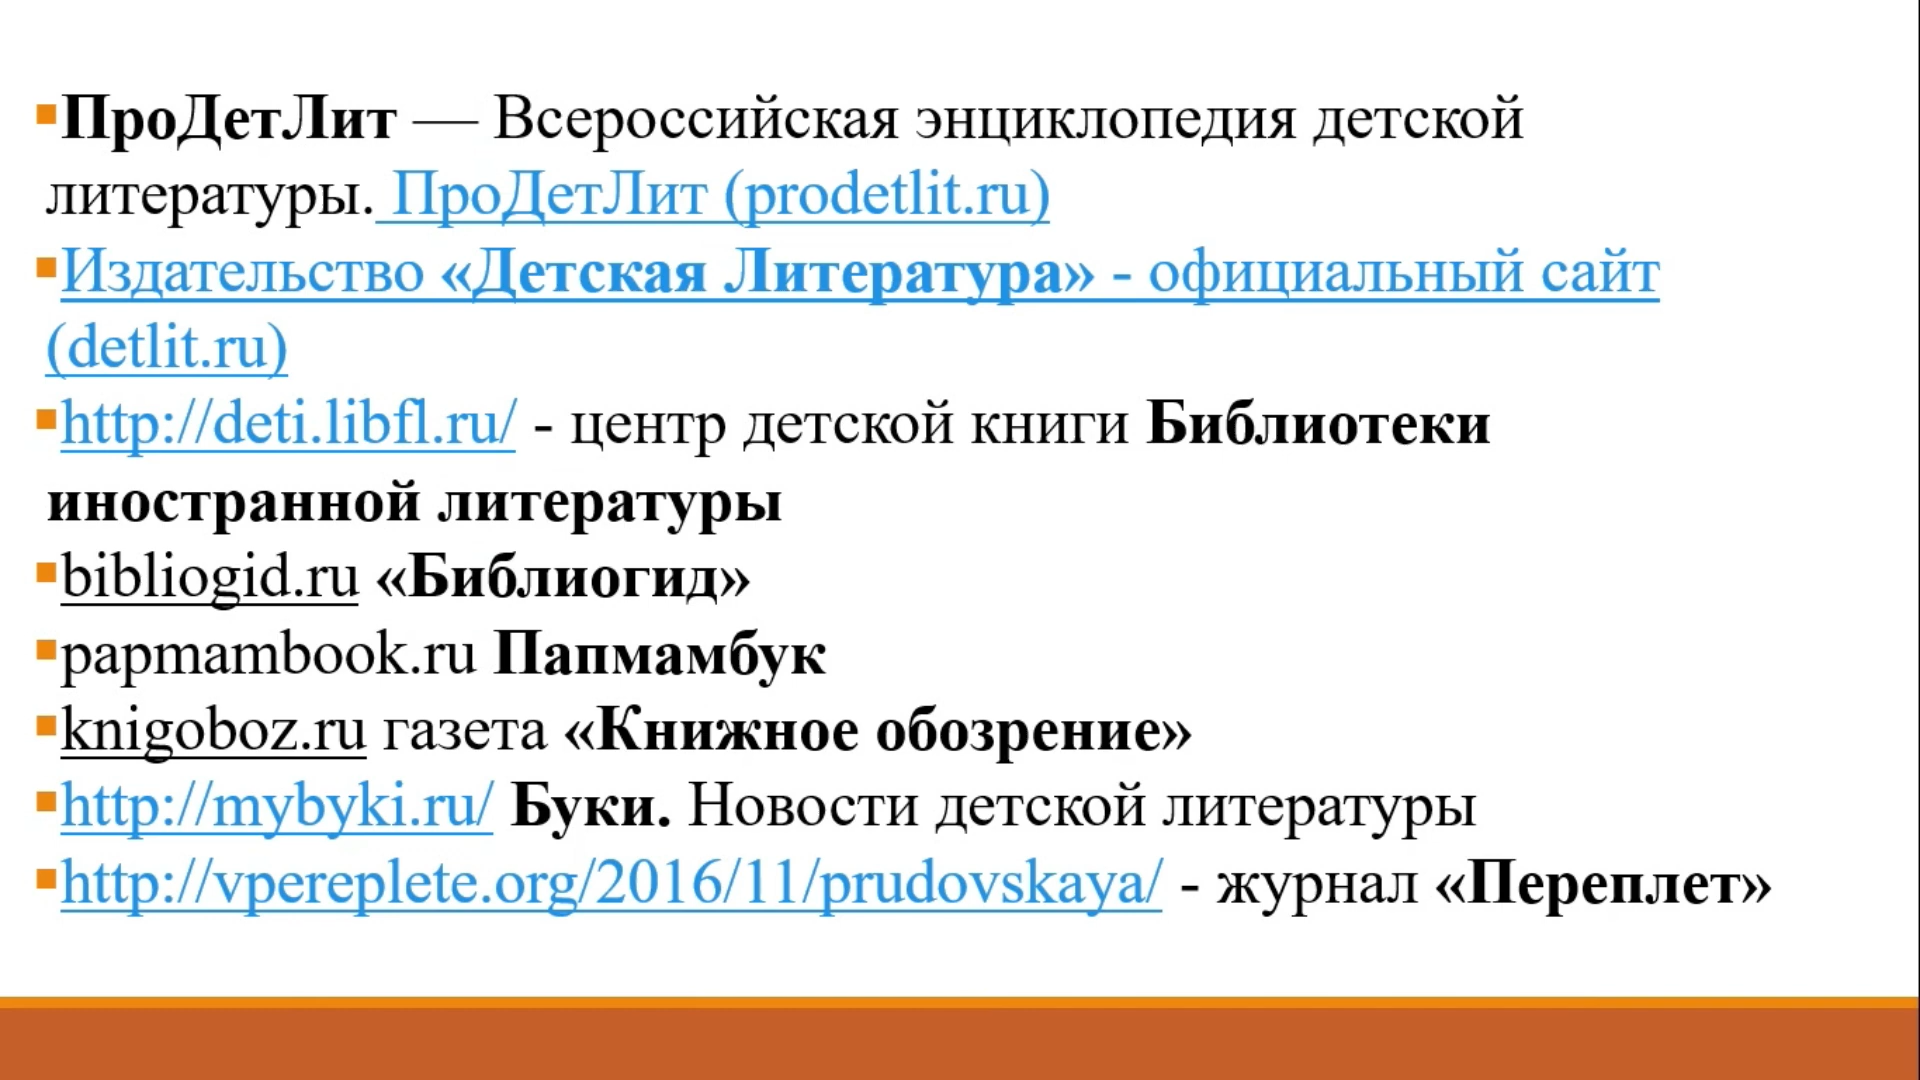 ▪ПроДетЛит — Всероссийская энциклопедия детской
литературы. ПроДетЛит (prodetlit.ru)
▪Издательство «Детская Литература» - официальный сайт
(detlit.ru)
▪http://deti.libfl.ru/ - центр детской книги Библиотеки
иностранной литературы
▪bibliogid.ru «Библиогид»
▪papmambook.ru Папмамбук
▪knigoboz.ru газета «Книжное обозрение»
▪http://mybyki.ru/ Буки. Новости детской литературы
▪http://vpereplete.org/2016/11/prudovskaya/ - журнал «Переплет»